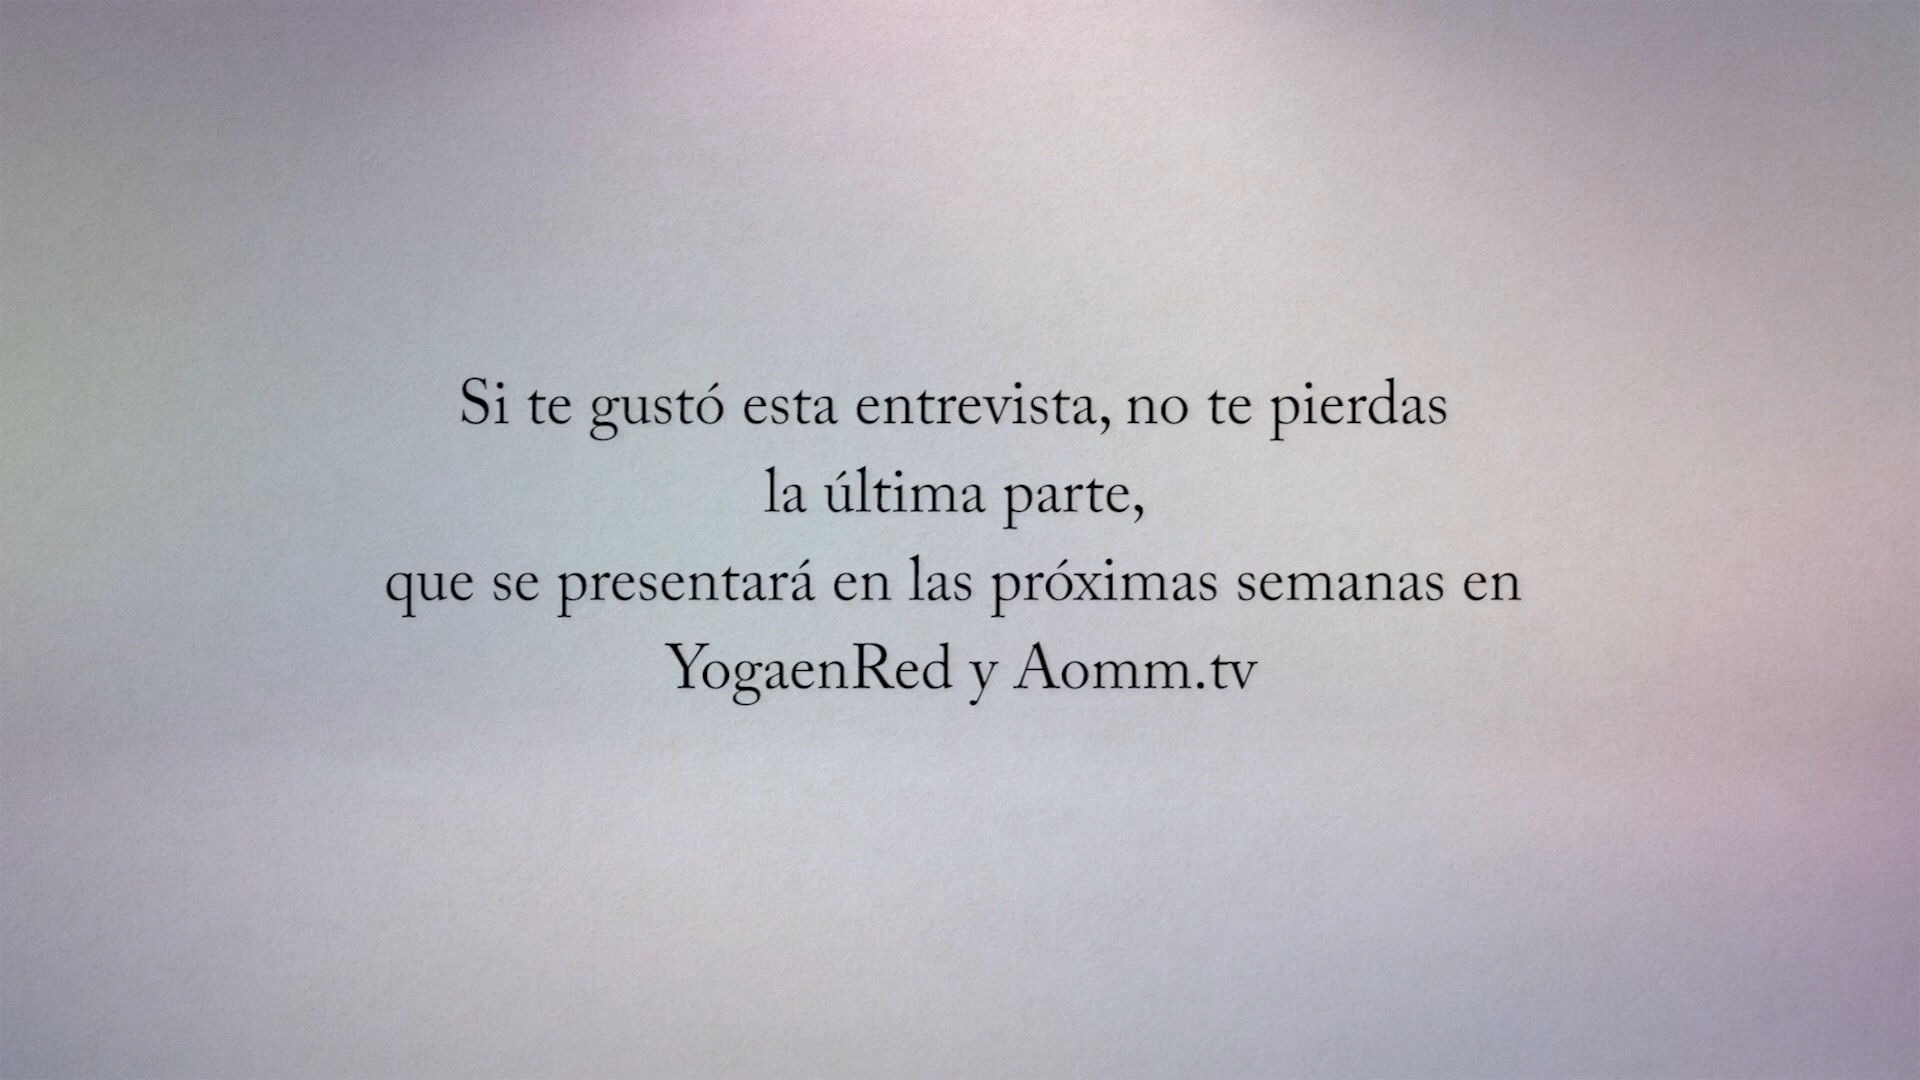 Si te gustó esta entrevista, no te pierdas
la última parte,
que se presentará en las próximas semanas en
YogaenRed y Aomm.tv